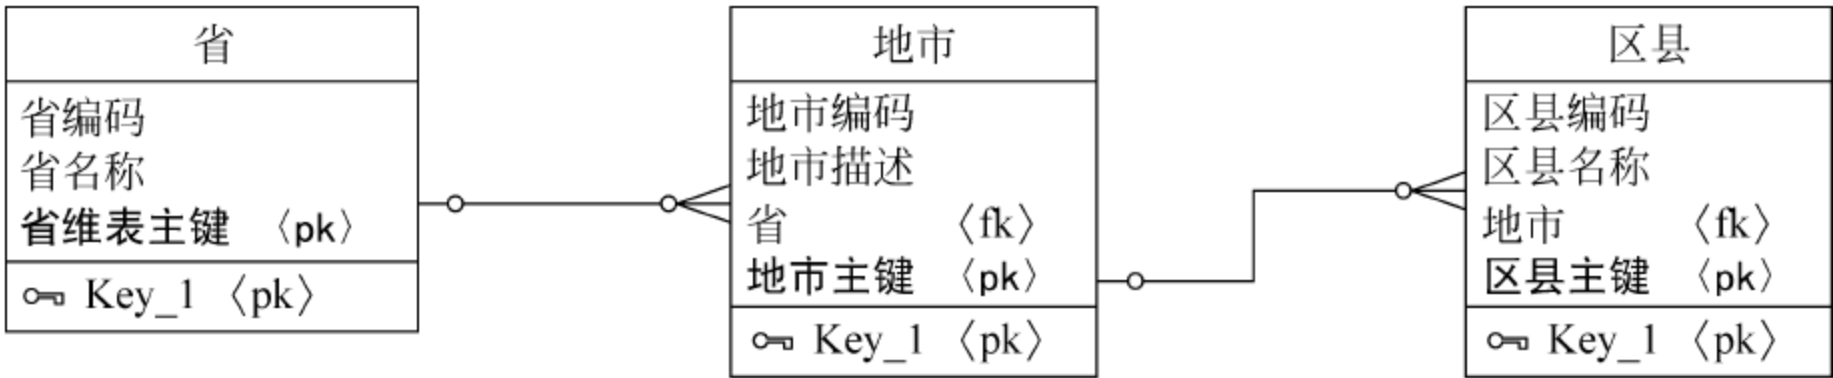 省
省编码
省名称
省维表主键 〈pk〉
Key_1 〈pk〉
地市
地市编码
地市描述
省 〈fk〉
地市主键 〈pk〉
Key_1 〈pk〉
区县
区县编码
区县名称
地市 〈fk〉
区县主键 〈pk〉
Key_1 〈pk〉